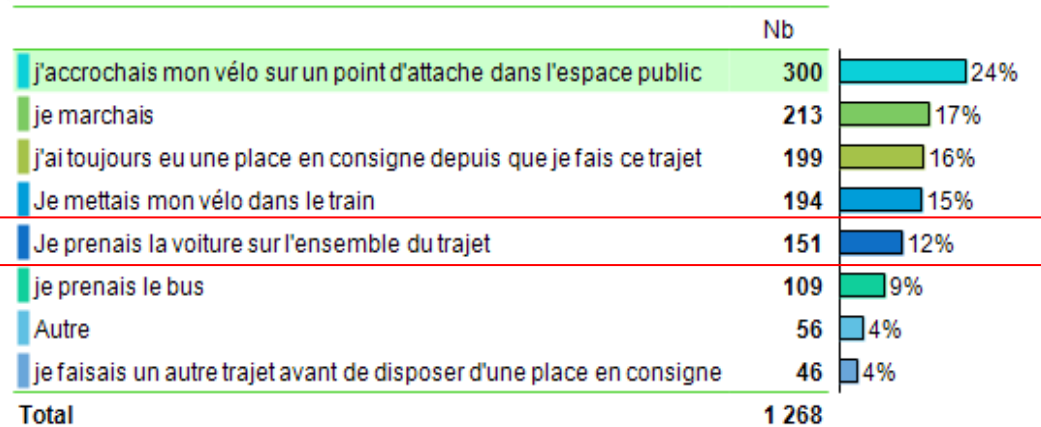 Nb
j'accrochais mon vélo sur un point d'attache dans l'espace public 300 24%
je marchais 213 17%
j'ai toujours eu une place en consigne depuis que je fais ce trajet 199 16%
Je mettais mon vélo dans le train 194 15%
Je prenais la voiture sur l'ensemble du trajet 151 12%
je prenais le bus 109 9%
Autre 56 4%
je faisais un autre trajet avant de disposer d'une place en consigne 46 4%
Total 1 268